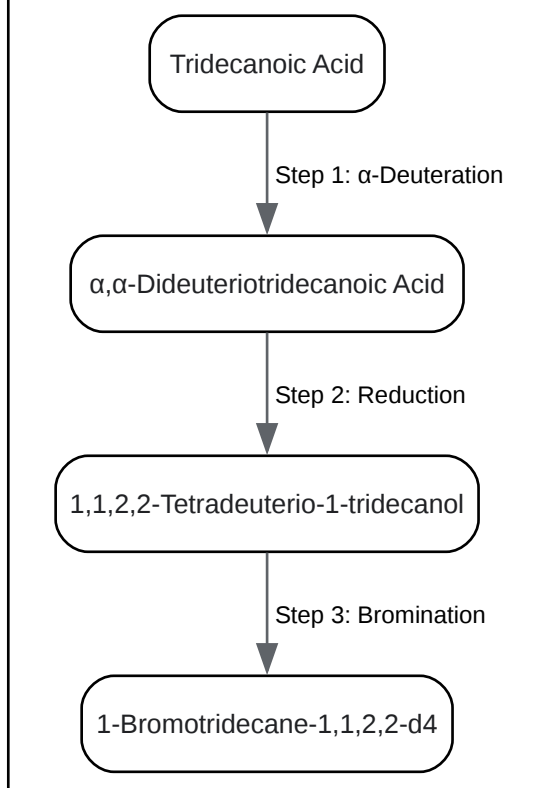 Tridecanoic Acid
Step 1: α-Deuteration
α,α-Dideuteriotridecanoic Acid
Step 2: Reduction
1,1,2,2-Tetradeuterio-1-tridecanol
Step 3: Bromination
1-Bromotridecane-1,1,2,2-d4